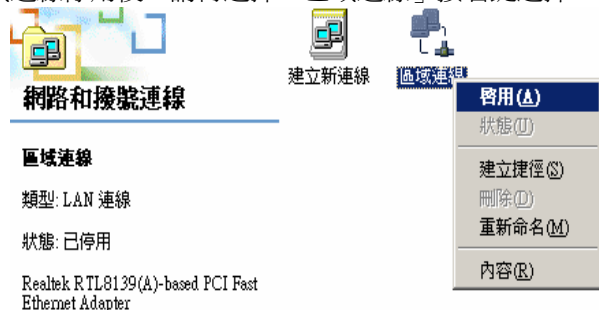 建立新連線
區域連線
網路和撥號連線
區域連線
類型: LAN 連線
狀態: 已停用
Realtek RTL8139(A)-based PCI Fast
Ethernet Adapter
啓用(A)
狀態(U)
建立捷徑(S)
刪除(D)
重新命名(M)
內容(R)